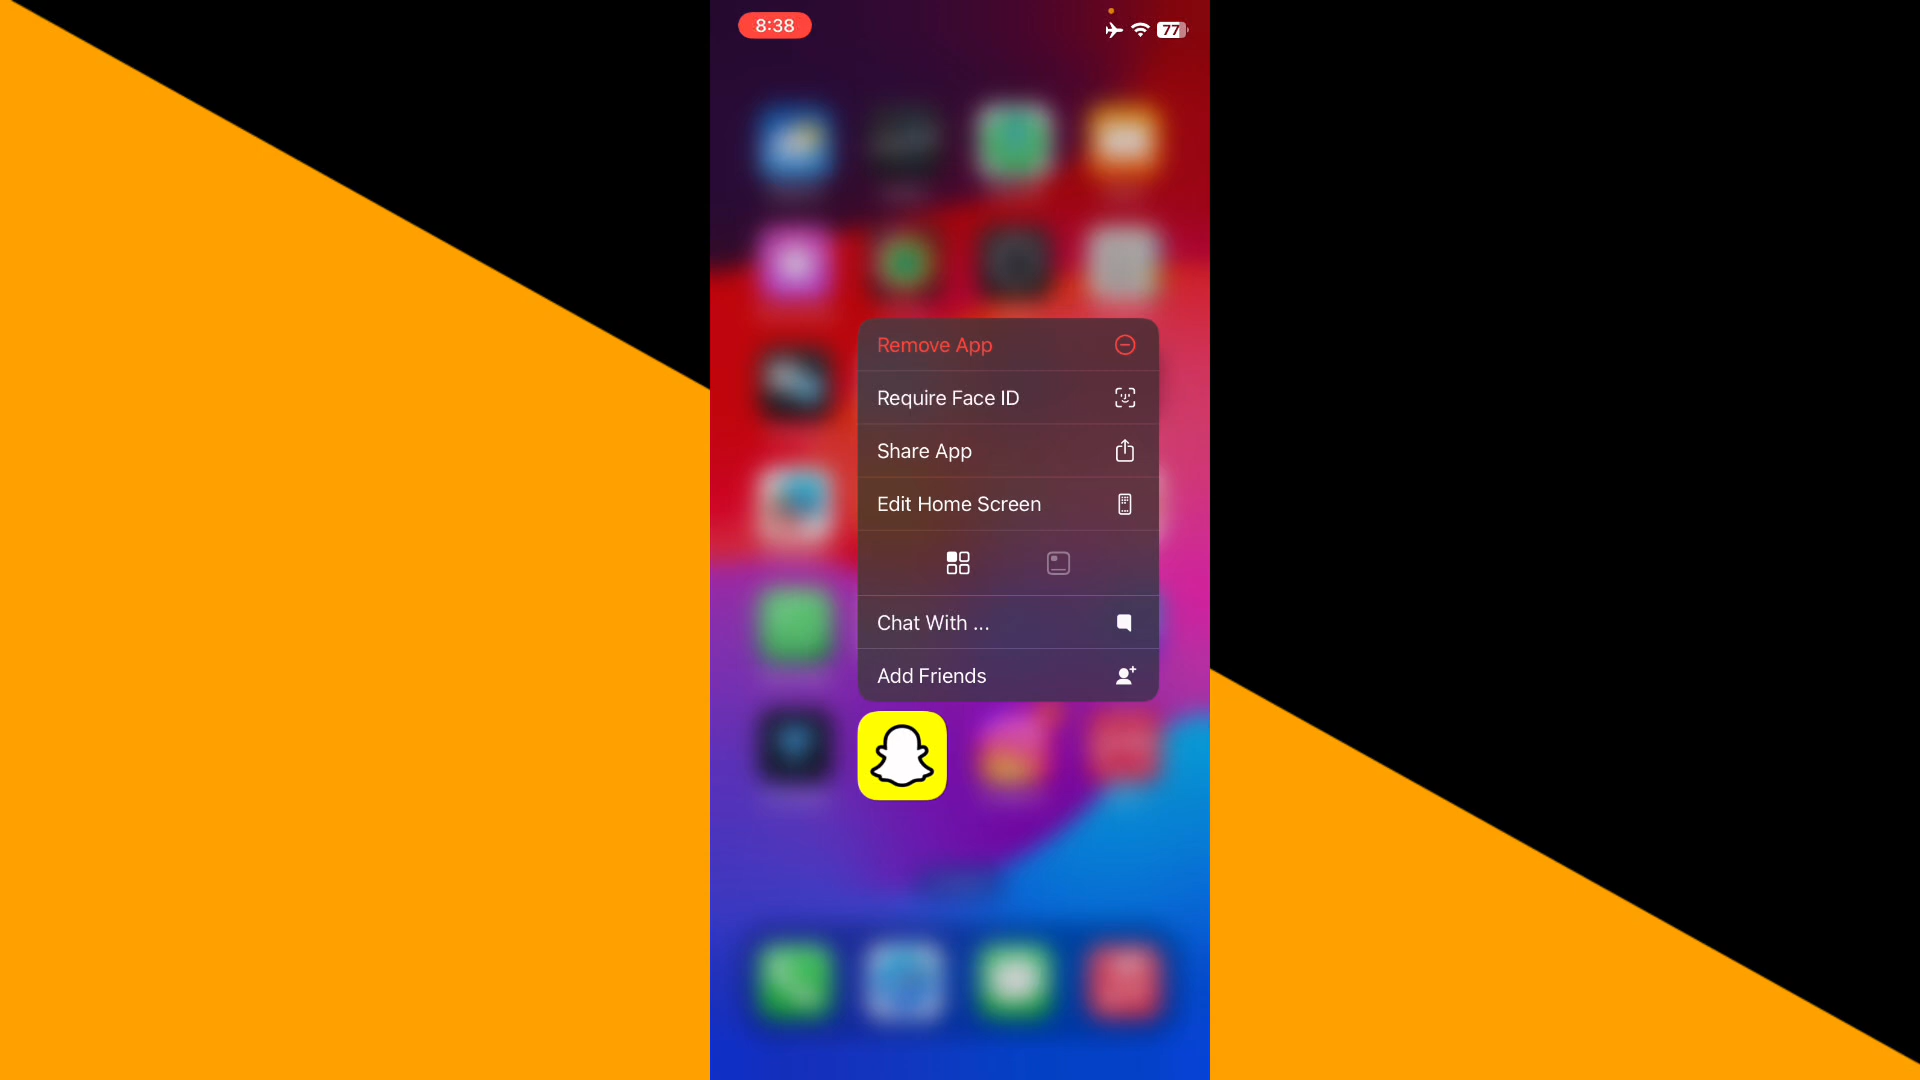 8:38
77
Remove App
Require Face ID
Share App
Edit Home Screen
Chat With ...
Add Friends